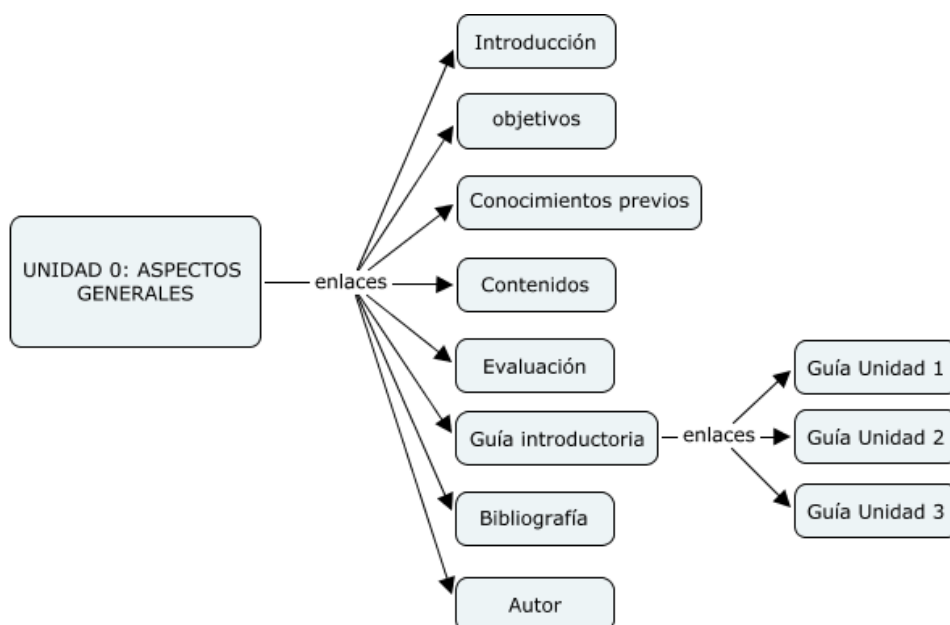 Introducción
objetivos
Conocimientos previos
UNIDAD 0: ASPECTOS
GENERALES
enlaces
Contenidos
Evaluación
Guía introductoria
enlaces
Guía Unidad 1
Guía Unidad 2
Guía Unidad 3
Bibliografía
Autor